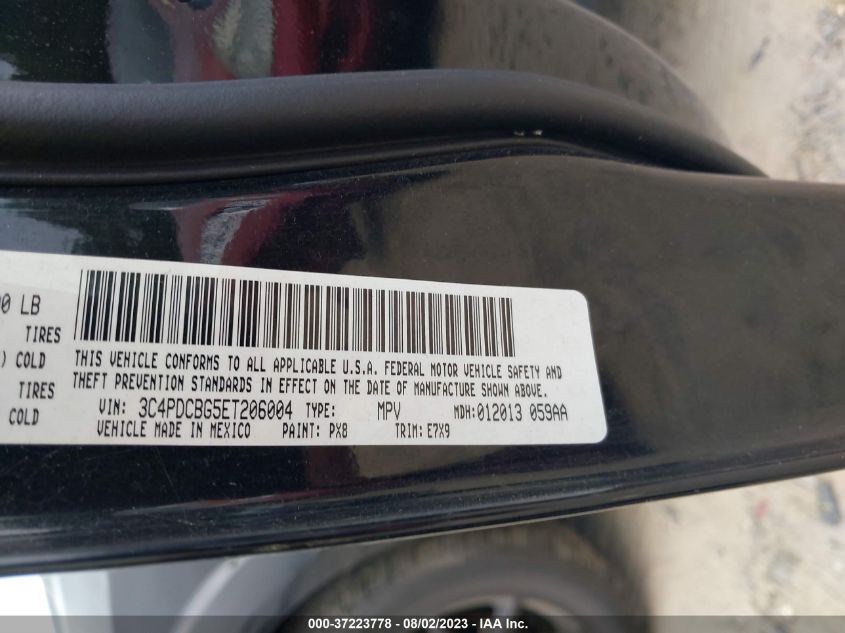 00 LB
TIRES
) COLD
TIRES
COLD
THIS VEHICLE CONFORMS TO ALL APPLICABLE U.S.A. FEDERAL MOTOR VEHICLE SAFETY AND
THEFT PREVENTION STANDARDS IN EFFECT ON THE DATE OF MANUFACTURE SHOWN ABOVE.
VIN: 3C4PDCBG5ET206004 TYPE: MPV MDH:012013 059AA
VEHICLE MADE IN MEXICO PAINT: PX8 TRIM: E7X9
000-37223778 - 08/02/2023 - IAA Inc.